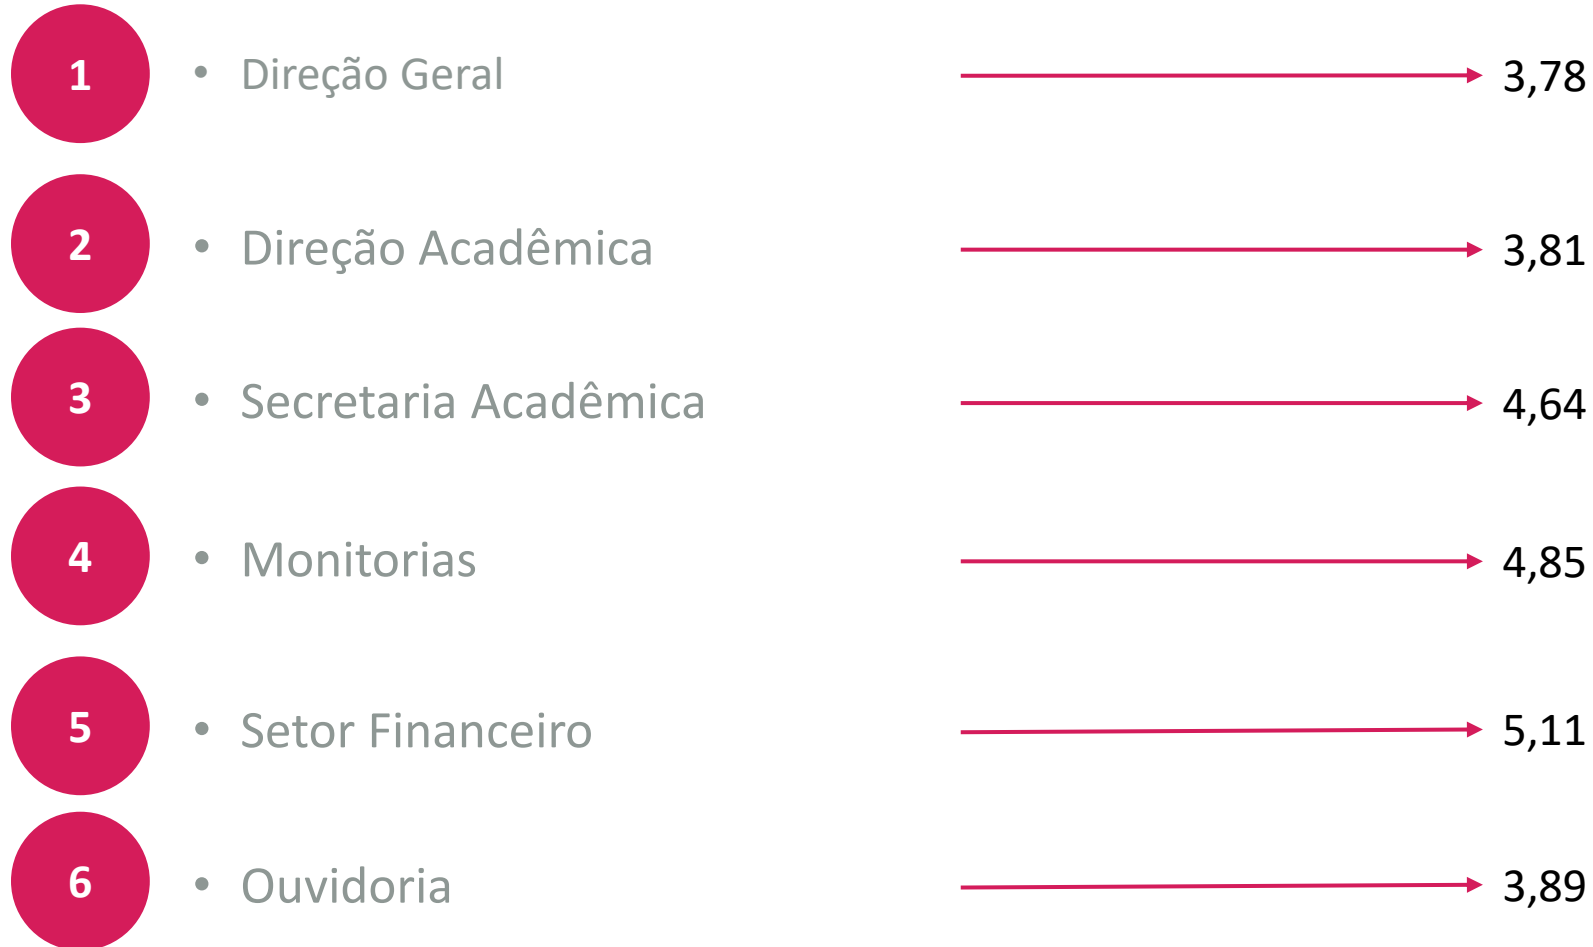 1 • Direção Geral 3,78
2 • Direção Acadêmica 3,81
3 • Secretaria Acadêmica 4,64
4 • Monitorias 4,85
5 • Setor Financeiro 5,11
6 • Ouvidoria 3,89